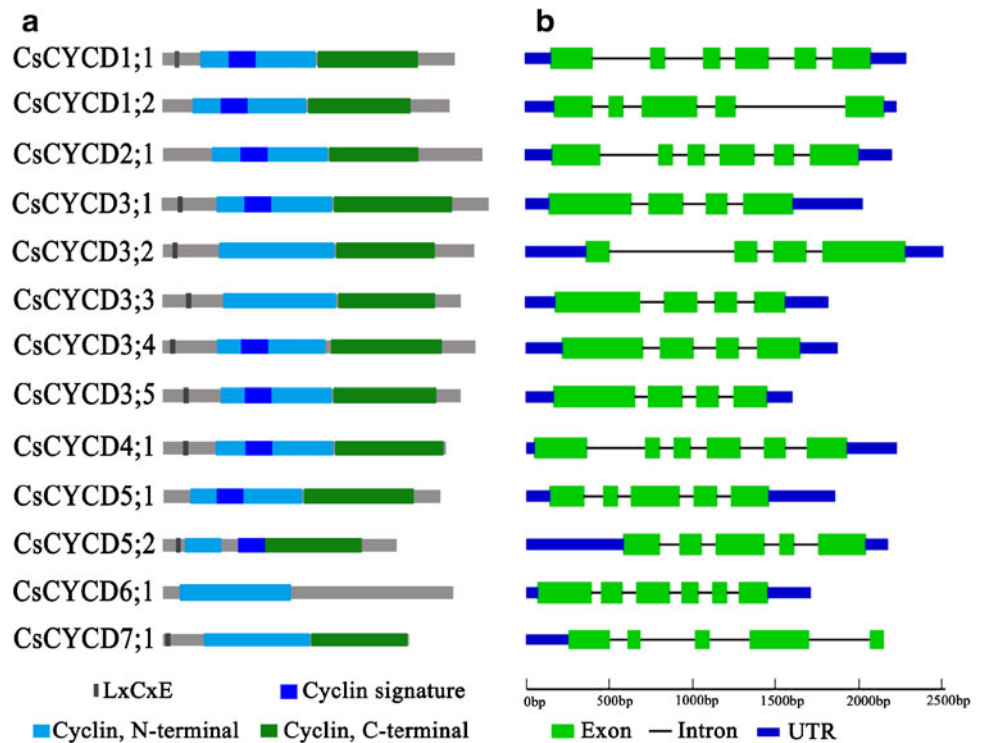 a b
CsCYCD1;1
CsCYCD1;2
CsCYCD2;1
CsCYCD3;1
CsCYCD3;2
CsCYCD3;3
CsCYCD3;4
CsCYCD3;5
CsCYCD4;1
CsCYCD5;1
CsCYCD5;2
CsCYCD6;1
CsCYCD7;1
LxCxE Cyclin signature
Cyclin, N-terminal Cyclin, C-terminal
0bp 500bp 1000bp 1500bp 2000bp 2500bp
Exon Intron UTR